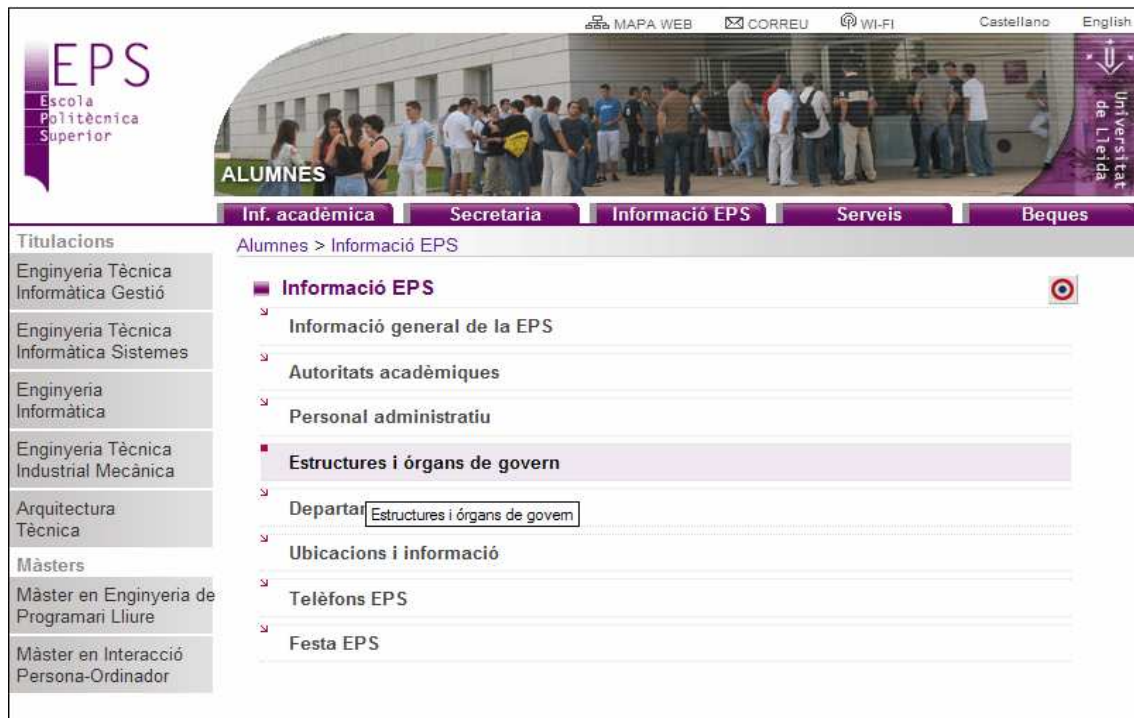 MAPA WEB
CORREU
WI-FI
Castellano
English
EPS
Escola
Politècnica
Superior
ALUMNES
Universitat
de Lleida
Inf. acadèmica
Secretaria
Informació EPS
Serveis
Beques
Titulacions
Enginyeria Tècnica
Informàtica Gestió
Enginyeria Tècnica
Informàtica Sistemes
Enginyeria
Informàtica
Enginyeria Tècnica
Industrial Mecànica
Arquitectura
Tècnica
Màsters
Màster en Enginyeria de
Programari Lliure
Màster en Interacció
Persona-Ordinador
Alumnes > Informació EPS
Informació EPS
Informació general de la EPS
Autoritats acadèmiques
Personal administratiu
Estructures i órgans de govern
Departar
Estructures i órgans de govern
Ubicacions i informació
Telèfons EPS
Festa EPS